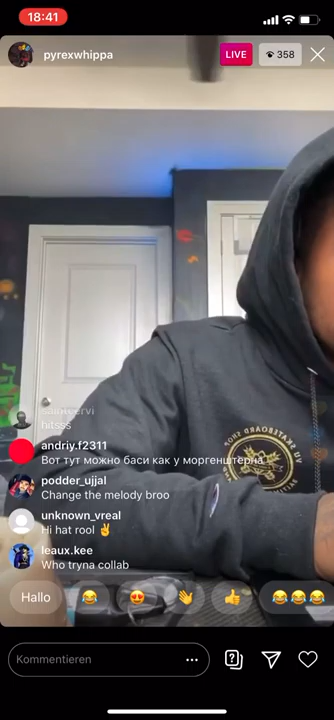 18:41
pyrexwhippa
LIVE
358
hitsss
andriy.f2311
Вот тут можно баси как у моргенштерна
podder_ujjal
Change the melody broo
unknown_vreal
Hi hat rool ✌️
leaux.kee
Who tryna collab
Hallo 😂 😍 👋 👍 😂😂😂
Kommentieren